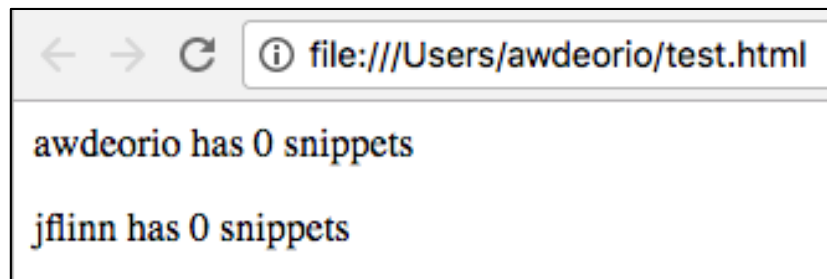 file:///Users/awdeorio/test.html
awdeorio has 0 snippets
jflinn has 0 snippets